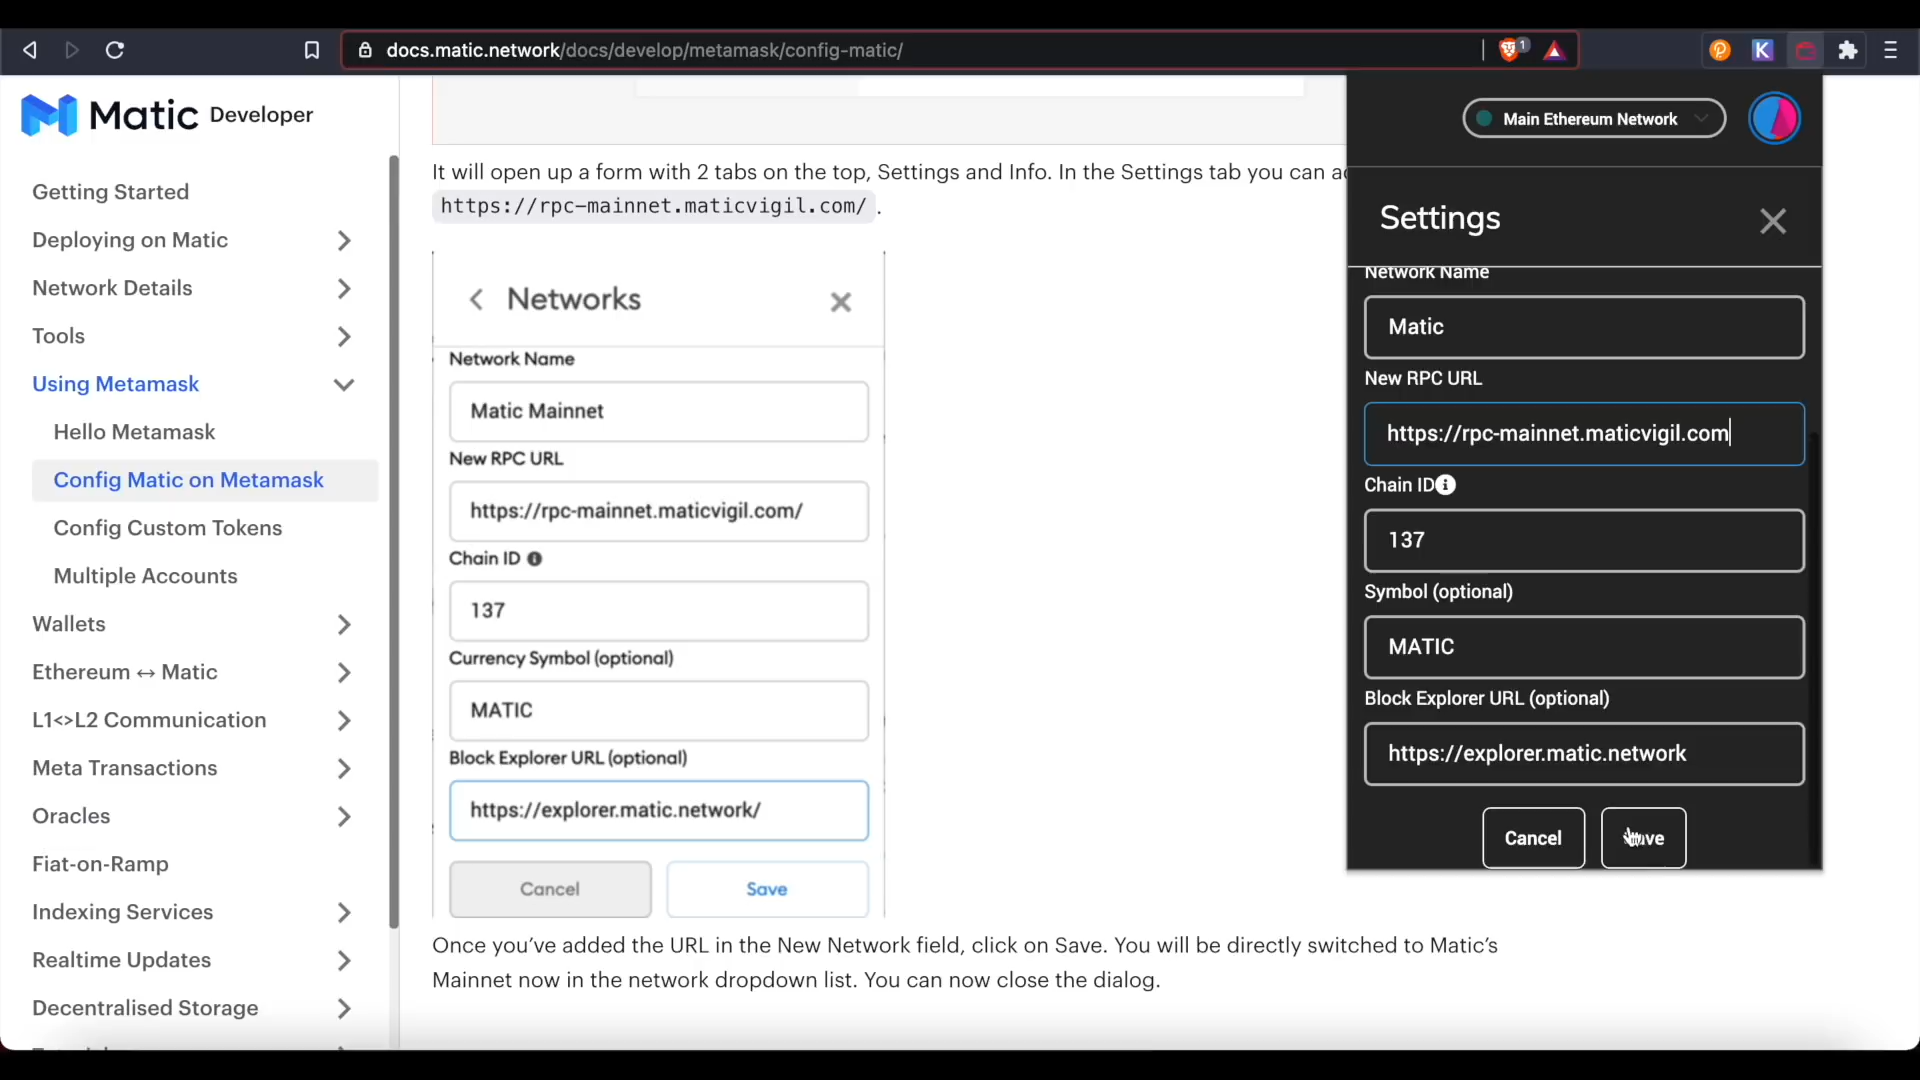 docs.matic.network/docs/develop/metamask/config-matic/
1
K
Matic Developer
Getting Started
Deploying on Matic
Network Details
Tools
Using Metamask
Hello Metamask
Config Matic on Metamask
Config Custom Tokens
Multiple Accounts
Wallets
Ethereum ↔ Matic
L1<>L2 Communication
Meta Transactions
Oracles
Fiat-on-Ramp
Indexing Services
Realtime Updates
Decentralised Storage
It will open up a form with 2 tabs on the top, Settings and Info. In the Settings tab you can
https://rpc-mainnet.maticvigil.com/ .
Networks
Network Name
Matic Mainnet
New RPC URL
https://rpc-mainnet.maticvigil.com/
Chain ID
137
Currency Symbol (optional)
MATIC
Block Explorer URL (optional)
https://explorer.matic.network/
Cancel
Save
Once you’ve added the URL in the New Network field, click on Save. You will be directly switched to Matic’s
Mainnet now in the network dropdown list. You can now close the dialog.
Main Ethereum Network
Settings
Network Name
Matic
New RPC URL
https://rpc-mainnet.maticvigil.com
Chain ID
137
Symbol (optional)
MATIC
Block Explorer URL (optional)
https://explorer.matic.network
Cancel
Save